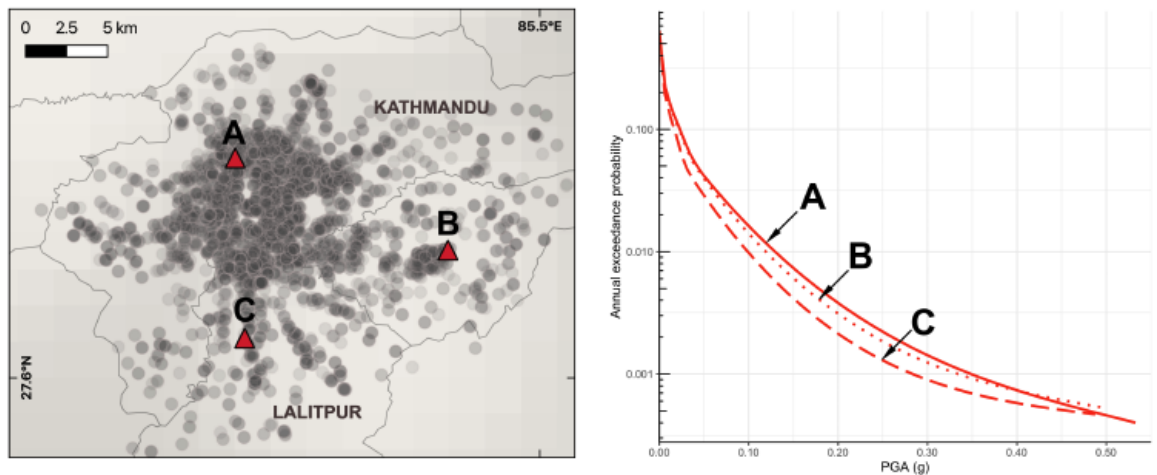 0 2.5 5 km
85.5°E
KATHMANDU
A
B
C
27.6°N
LALITPUR
Annual exceedance probability
0.100
0.010
0.001
A
B
C
0.00 0.10 0.20 0.30 0.40 0.50
PGA (g)